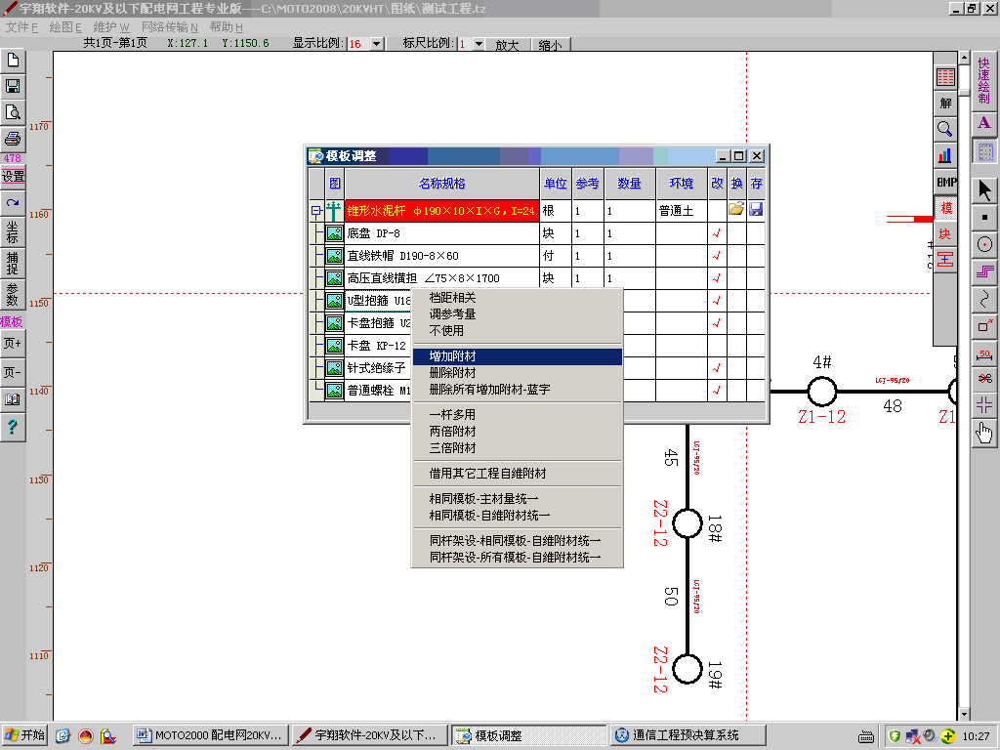 宇翔软件-20KV及以下配电网工程专业版----C:\MOTO2008\20KVHT\图纸\测试工程.tz
文件F 绘图E 维护W 网络传输N 帮助H
共1页-第1页 X:127.1 Y:1150.6 显示比例: 16 标尺比例: 1 放大 缩小
478
设置
坐标
捕捉
参数
模板
页+
页-
?
1170
1160
1150
1140
1130
1120
1110
模板调整
图 名称规格 单位 参考 数量 环境 改 换 存
锥形水泥杆 φ190×10×I×G,I=24. 根 1 1 普通土
底盘 DP-8 块 1 1 √
直线铁帽 D190-8×60 付 1 1 √
高压直线横担 ∠75×8×1700 块 1 1 √
U型抱箍 U18 √
卡盘抱箍 U2 √
卡盘 KP-12
针式绝缘子 √
普通螺栓 M1 √
档距相关
调参考量
不使用
增加附材
删除附材
删除所有增加附材-蓝字
一杆多用
两倍附材
三倍附材
借用其它工程自维附材
相同模板-主材量统一
相同模板-自维附材统一
同杆架设-相同模板-自维附材统一
同杆架设-所有模板-自维附材统一
4#
Z1-12
LGJ-95/20
48
Z1
45
LGJ-95/20
Z2-12
18#
50
LGJ-95/20
Z2-12
19#
解
BMP
模
块
快速绘制
A
50
开始
MOTO2000 配电网20KV...
宇翔软件-20KV及以下...
模板调整
通信工程预决算系统
10:27